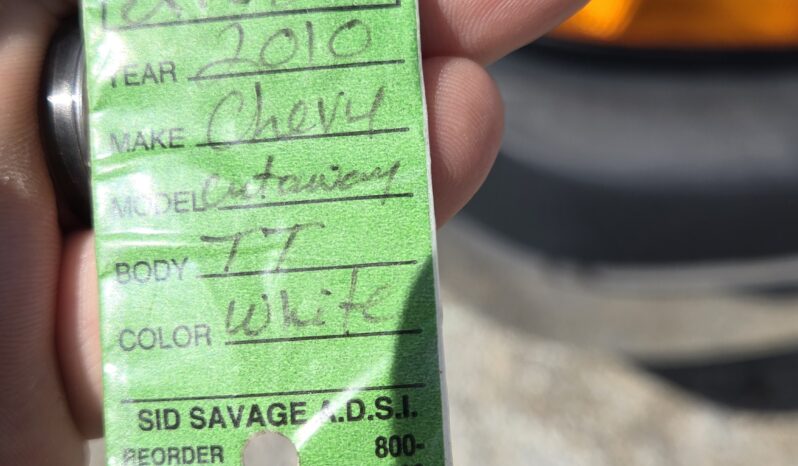 YEAR 2010
MAKE Chevy
MODEL cutaway
BODY TT
COLOR White
SID SAVAGE A.D.S.I.
REORDER 800-